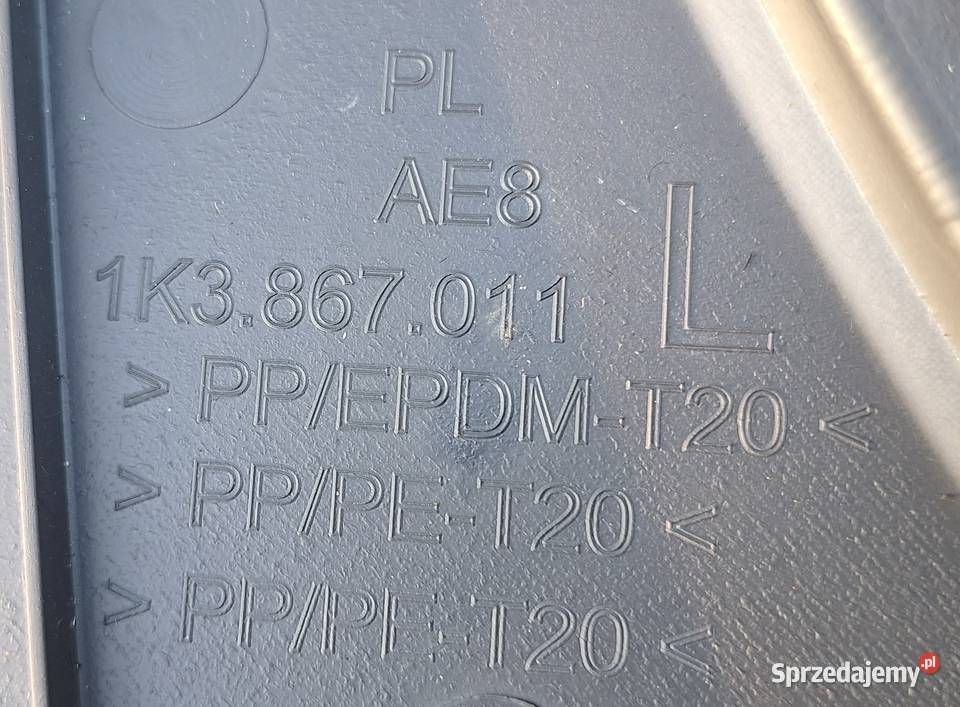 PL
AE8
1K3.867.011
L
> PP/EPDM-T20 <
> PP/PE-T20 <
> PP/PE-T20 <
Sprzedajemy.pl